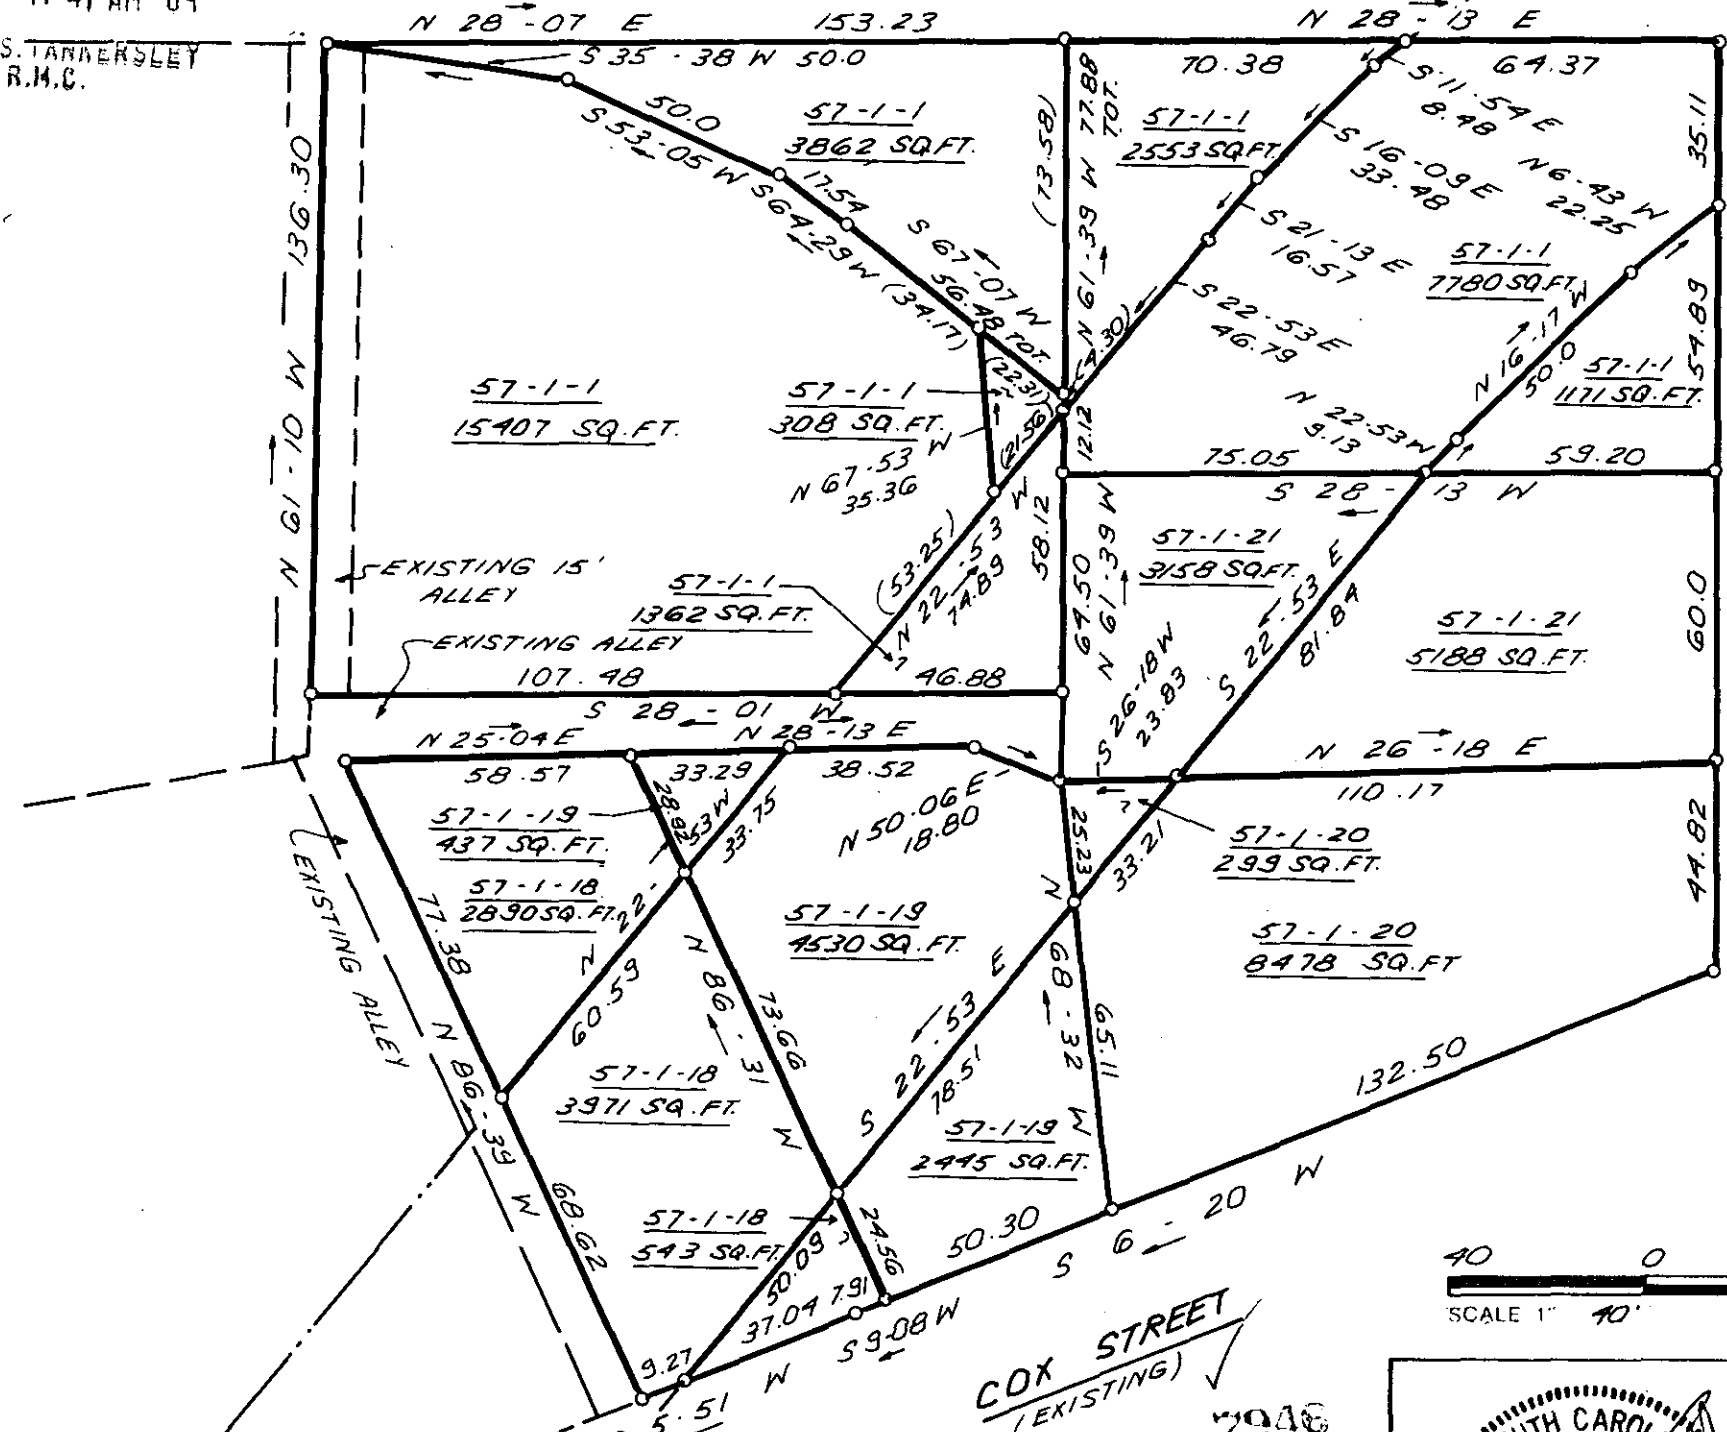 S. TANKERSLEY
R.M.C.
N 28-07 E 153.23
N 28-13 E
S 35-38 W 50.0
70.38
64.37
50.0
S 53-05 W
57-1-1
3862 SQ.FT.
(73.58)
N 61-39 W 77.88 TOT.
57-1-1
2553 SQ.FT.
S 11-54 E
8.48
35.11
S 16-09 E
33.48
N 6-43 W
22.25
17.54
S 64-29 W
S 67-07 W
56.48 TOT.
(34.17)
S 21-13 E
16.57
57-1-1
7780 SQ.FT.
N 61-10 W 136.30
S 22-53 E
46.79
(4.30)
54.89
N 16-17 W
50.0
57-1-1
1171 SQ.FT.
57-1-1
15407 SQ.FT.
57-1-1
308 SQ.FT.
(22.31)
(21.56)
12.12
N 22-53 W
9.13
N 67-53 W
35.36
75.05
59.20
S 28-13 W
(53.25)
N 22-53 W
74.89
58.12
64.50
N 61-39 W
57-1-21
3158 SQ.FT.
EXISTING 15'
ALLEY
57-1-1
1362 SQ.FT.
S 22-53 E
81.84
57-1-21
5188 SQ.FT.
60.0
EXISTING ALLEY
107.48
46.88
S 28-01 W
S 26-18 W
23.83
N 25-04 E
58.57
N 28-13 E
33.29
38.52
N 50.06 E
18.80
N 26-18 E
110.17
57-1-19
437 SQ.FT.
28.92
33.75
25.23
33.21
57-1-20
299 SQ.FT.
44.82
EXISTING ALLEY
57-1-18
2890 SQ.FT.
77.38
N 22-53 W
60.59
57-1-19
4530 SQ.FT.
57-1-20
8478 SQ.FT
N 86-31 W
73.66
S 22-53 E
78.51
N 68-32 W
65.11
N 86-39 W
68.62
57-1-18
3971 SQ.FT.
132.50
57-1-19
2445 SQ.FT.
57-1-18
543 SQ.FT.
50.09
24.56
50.30
S 6-20 W
9.27
37.04 7.91
S 9-08 W
5.51 W
COX STREET
(EXISTING)
40 0
SCALE 1" 40'
7946